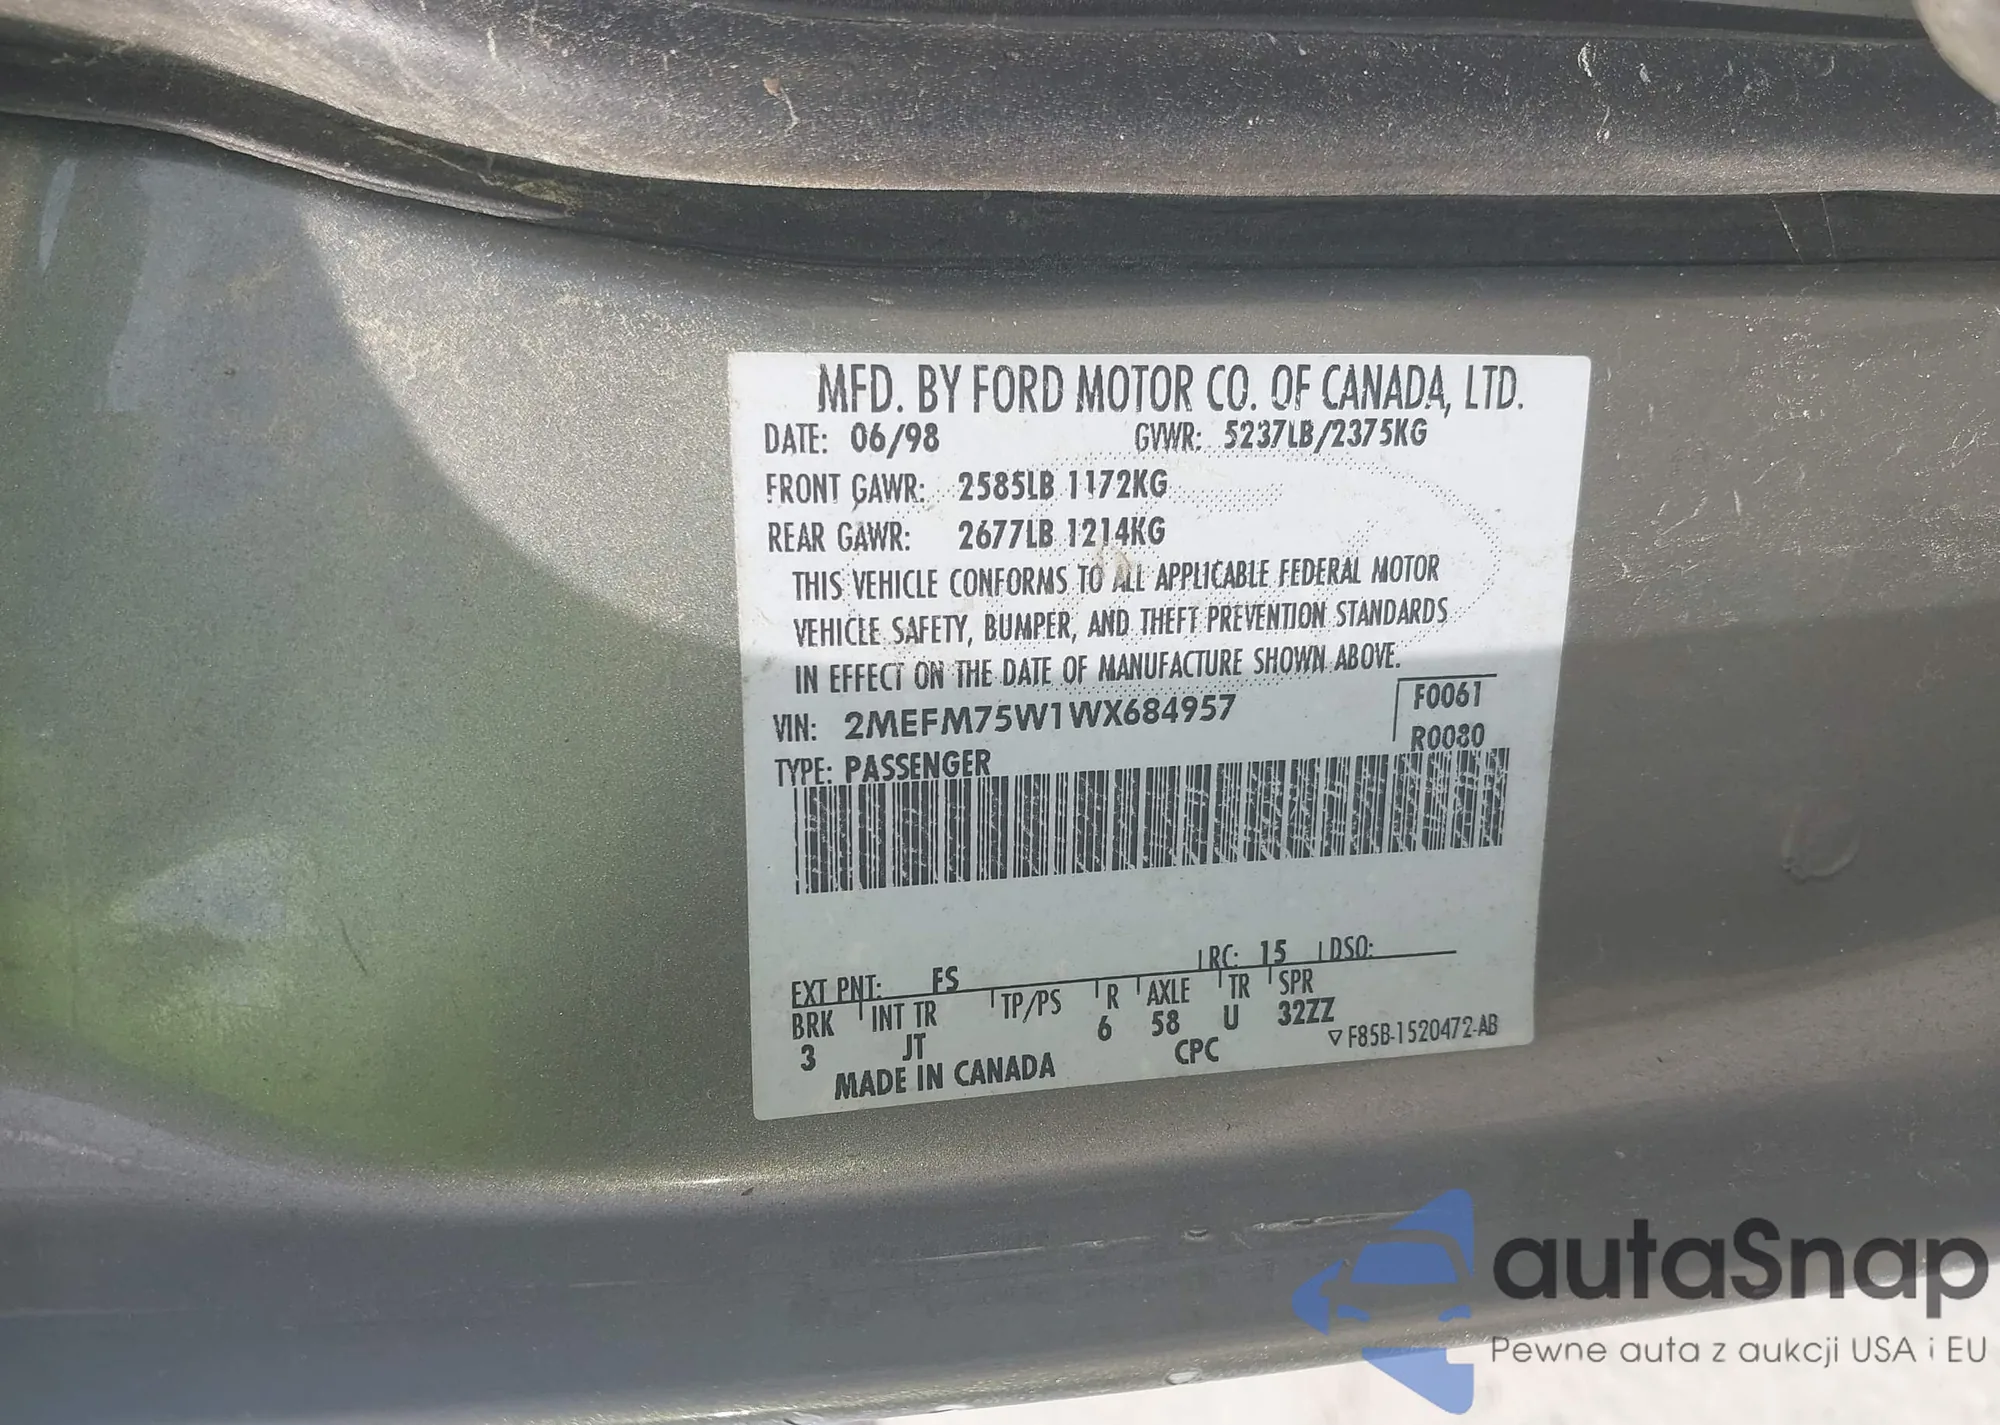 MFD. BY FORD MOTOR CO. OF CANADA, LTD.
DATE: 06/98 GVWR: 5237LB/2375KG
FRONT GAWR: 2585LB 1172KG
REAR GAWR: 2677LB 1214KG
THIS VEHICLE CONFORMS TO ALL APPLICABLE FEDERAL MOTOR
VEHICLE SAFETY, BUMPER, AND THEFT PREVENTION STANDARDS
IN EFFECT ON THE DATE OF MANUFACTURE SHOWN ABOVE.
VIN: 2MEFM75W1WX684957 F0061
TYPE: PASSENGER R0080
EXT PNT: FS RC: 15 DSO:
BRK INT TR TP/PS R AXLE TR SPR
3 JT 6 58 U 32ZZ
MADE IN CANADA CPC ▽F85B-1520472-AB
autaSnap
Pewne auta z aukcji USA i EU